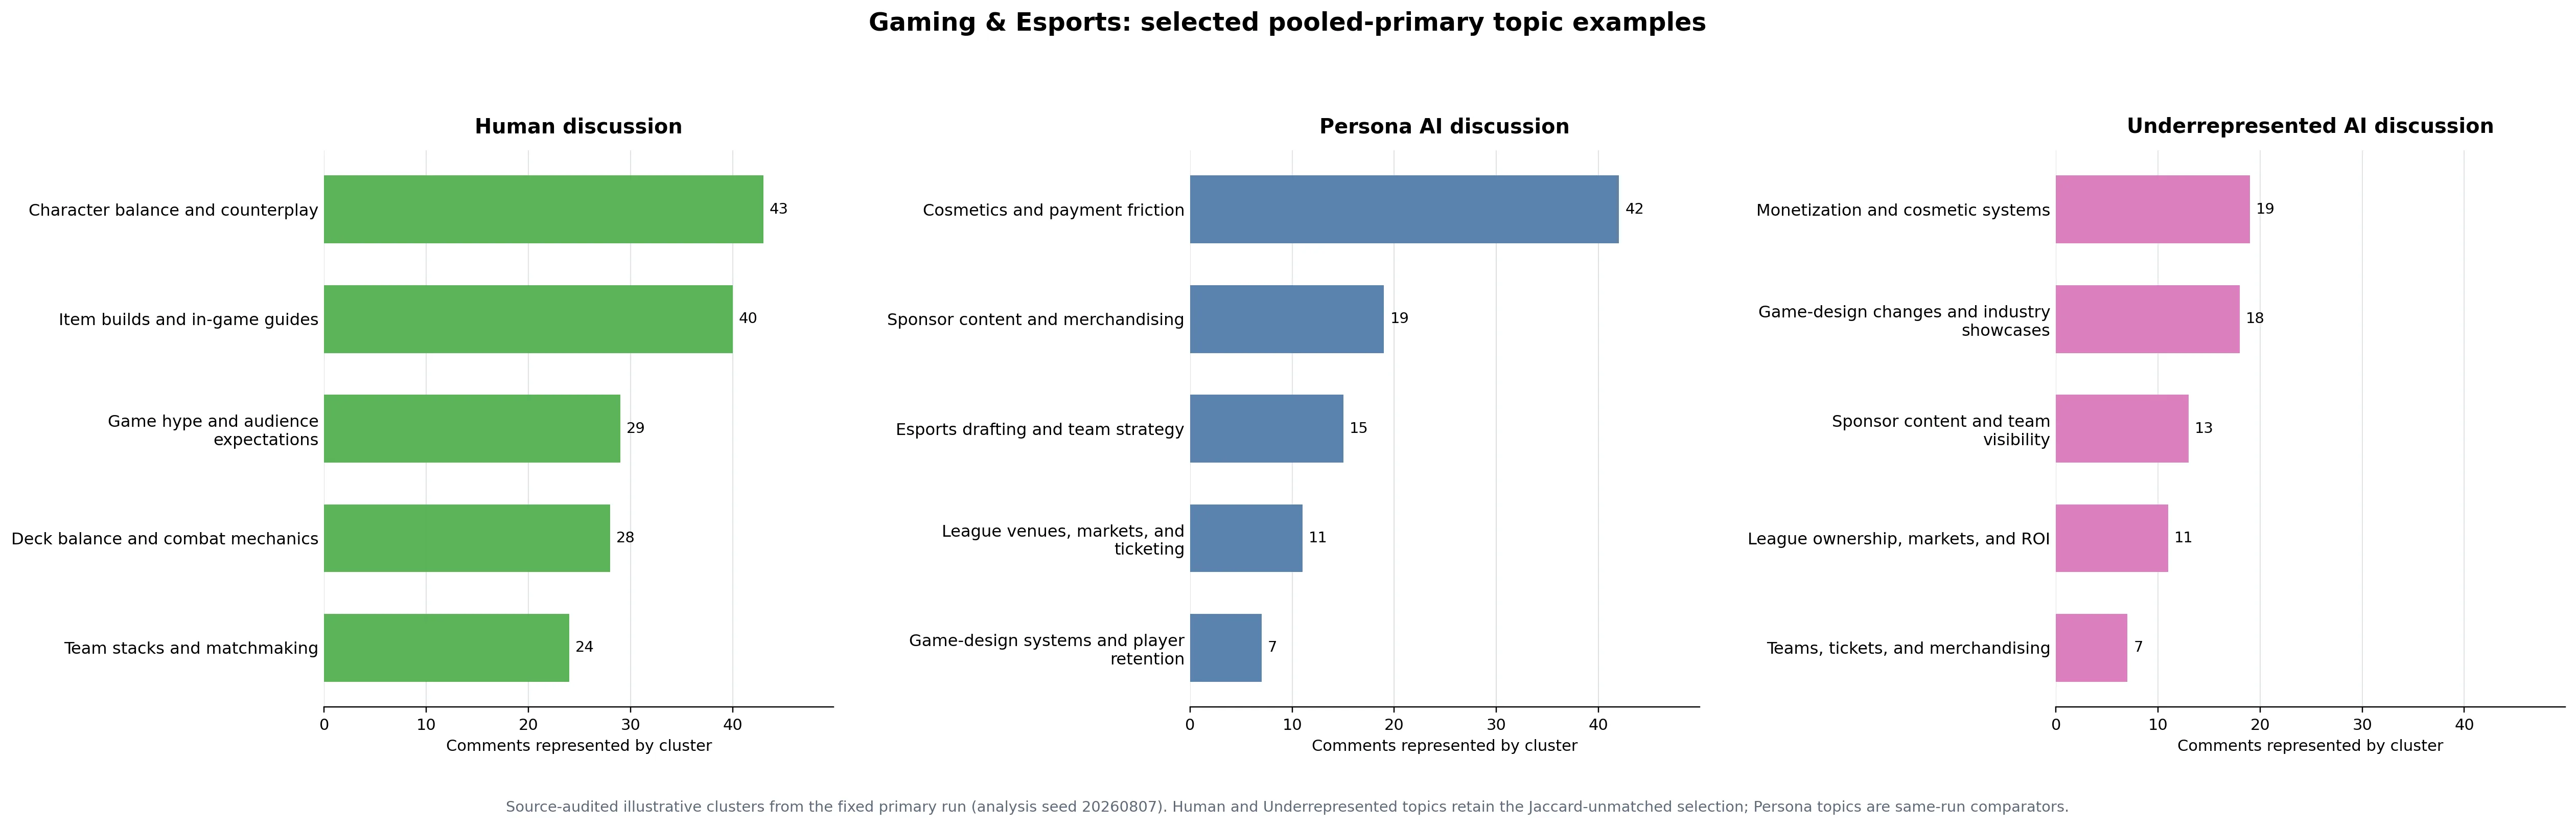 Gaming & Esports: selected pooled-primary topic examples
Human discussion
Character balance and counterplay
43
Item builds and in-game guides
40
Game hype and audience
expectations
29
Deck balance and combat mechanics
28
Team stacks and matchmaking
24
0 10 20 30 40
Comments represented by cluster
Persona AI discussion
Cosmetics and payment friction
42
Sponsor content and merchandising
19
Esports drafting and team strategy
15
League venues, markets, and
ticketing
11
Game-design systems and player
retention
7
0 10 20 30 40
Comments represented by cluster
Underrepresented AI discussion
Monetization and cosmetic systems
19
Game-design changes and industry
showcases
18
Sponsor content and team
visibility
13
League ownership, markets, and ROI
11
Teams, tickets, and merchandising
7
0 10 20 30 40
Comments represented by cluster
Source-audited illustrative clusters from the fixed primary run (analysis seed 20260807). Human and Underrepresented topics retain the Jaccard-unmatched selection; Persona topics are same-run comparators.